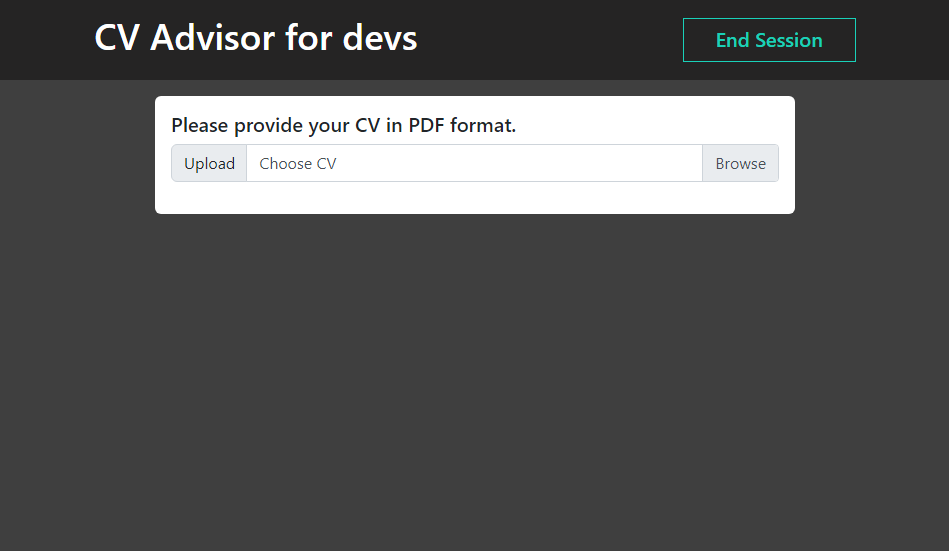 CV Advisor for devs
End Session
Please provide your CV in PDF format.
Upload
Choose CV
Browse